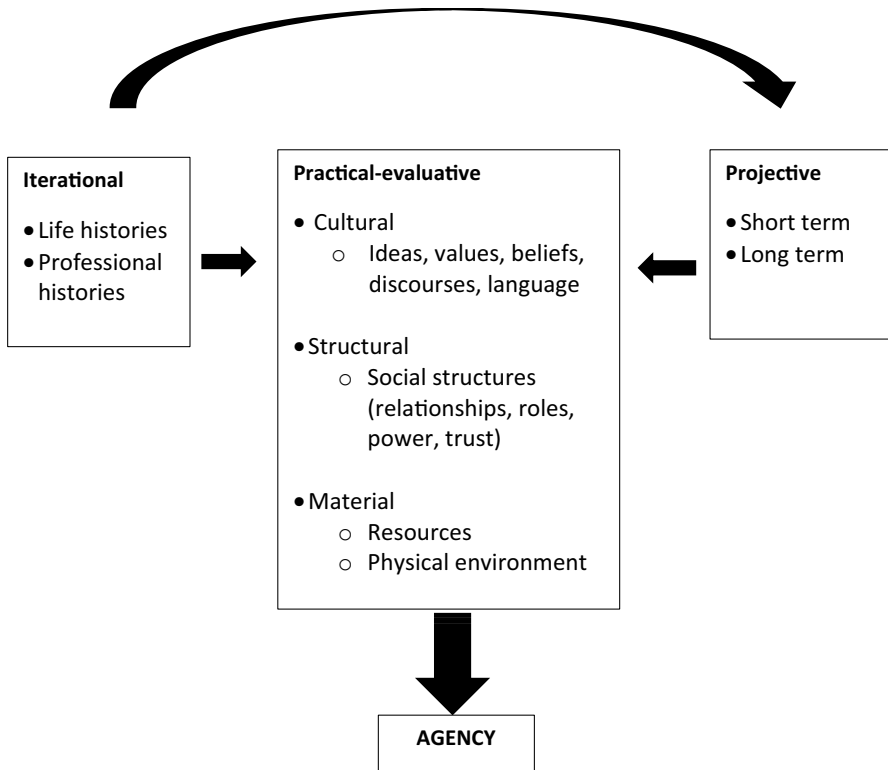 Iterational
• Life histories
• Professional
histories
Practical-evaluative
• Cultural
o Ideas, values, beliefs,
discourses, language
• Structural
o Social structures
(relationships, roles,
power, trust)
• Material
o Resources
o Physical environment
Projective
• Short term
• Long term
AGENCY